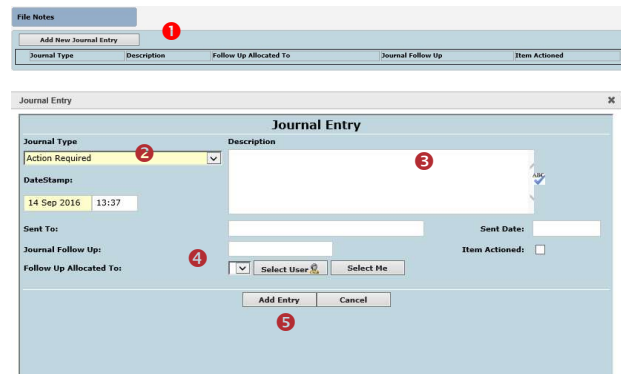 File Notes
Add New Journal Entry 1
Journal Type Description Follow Up Allocated To Journal Follow Up Item Actioned
Journal Entry
Journal Entry
Journal Type Description
Action Required 2 3
DateStamp: ABC
14 Sep 2016 13:37
Sent To: Sent Date:
Journal Follow Up: Item Actioned:
4
Follow Up Allocated To: Select User Select Me
Add Entry Cancel
5